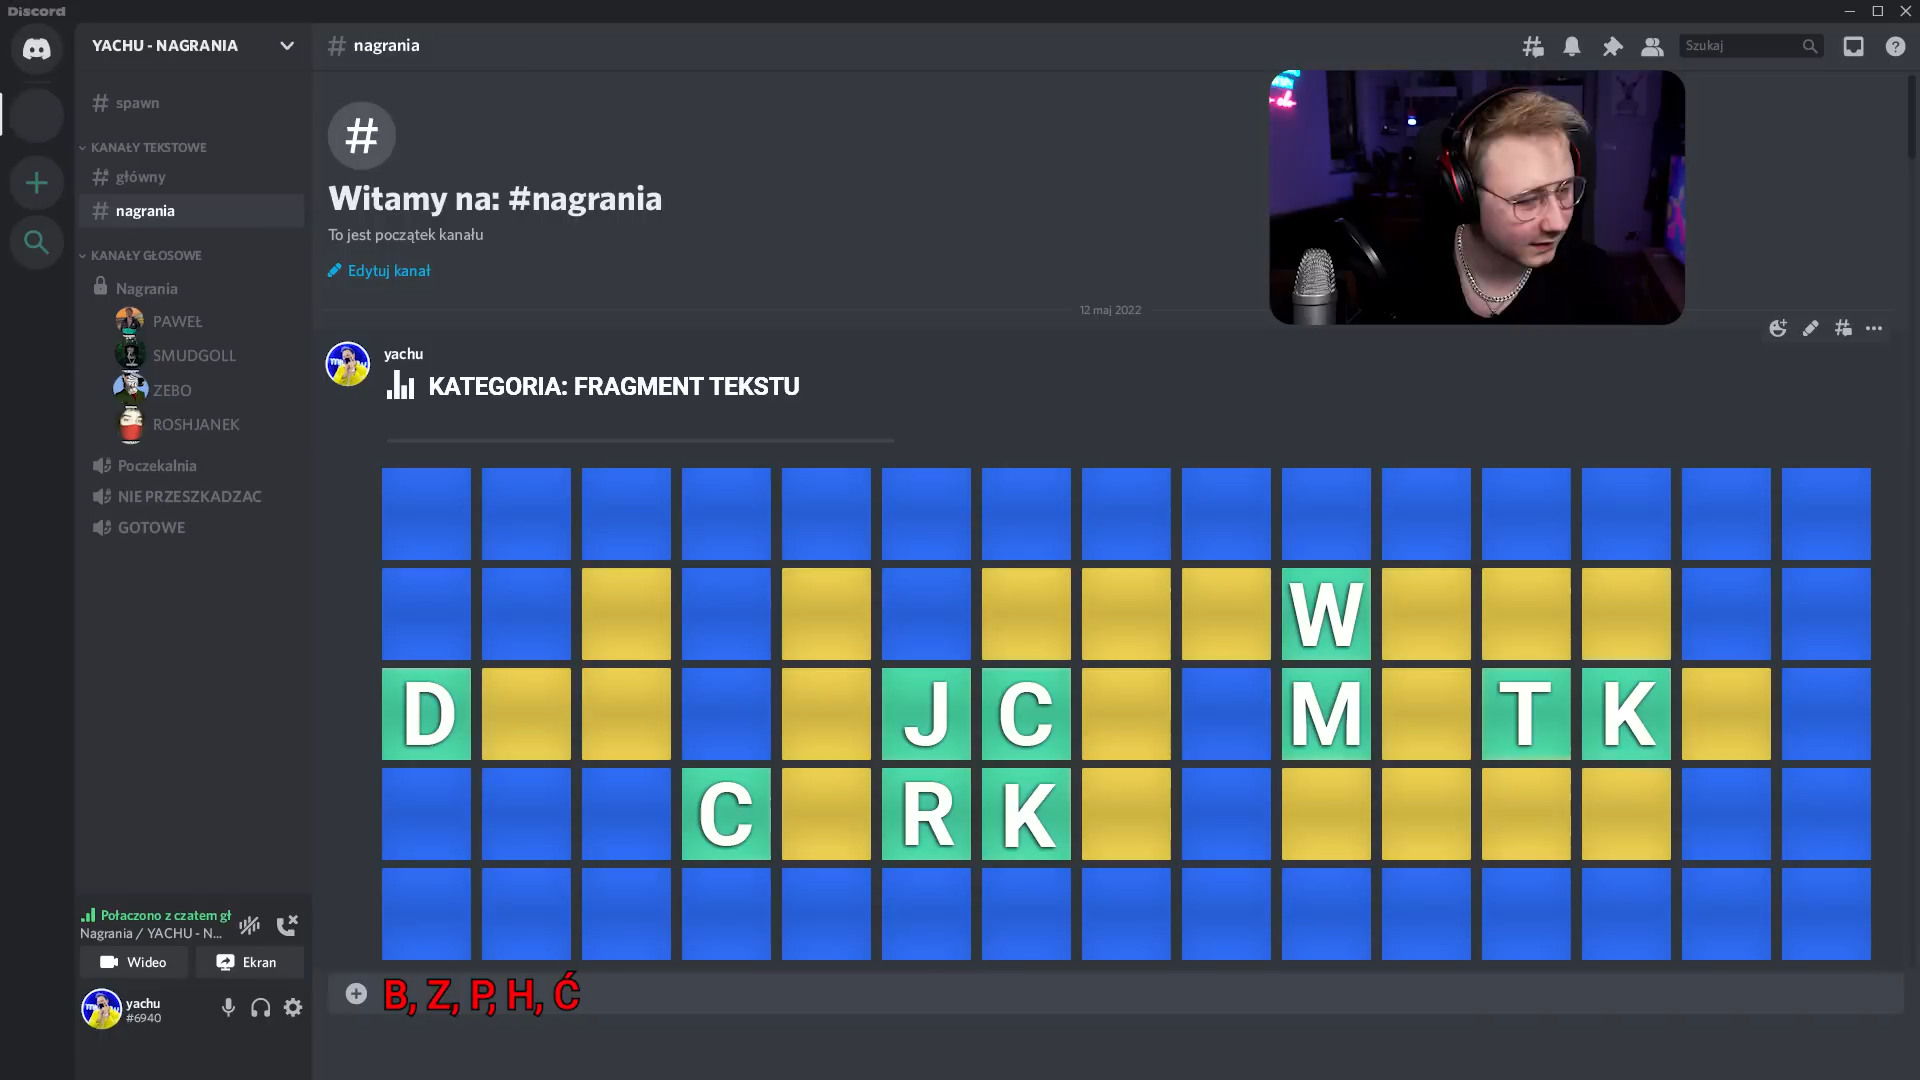 Discord
YACHU - NAGRANIA
nagrania
Szukaj
spawn
KANAŁY TEKSTOWE
główny
nagrania
KANAŁY GŁOSOWE
Nagrania
PAWEŁ
SMUDGOLL
ZEBO
ROSHJANEK
Poczekalnia
NIE PRZESZKADZAC
GOTOWE
#
Witamy na: #nagrania
To jest początek kanału
Edytuj kanał
12 maj 2022
yachu
KATEGORIA: FRAGMENT TEKSTU
W
D J C M T K
C R K
B, Z, P, H, Ć
Połaczono z czatem gł
Nagrania / YACHU - N...
Wideo Ekran
yachu
#6940